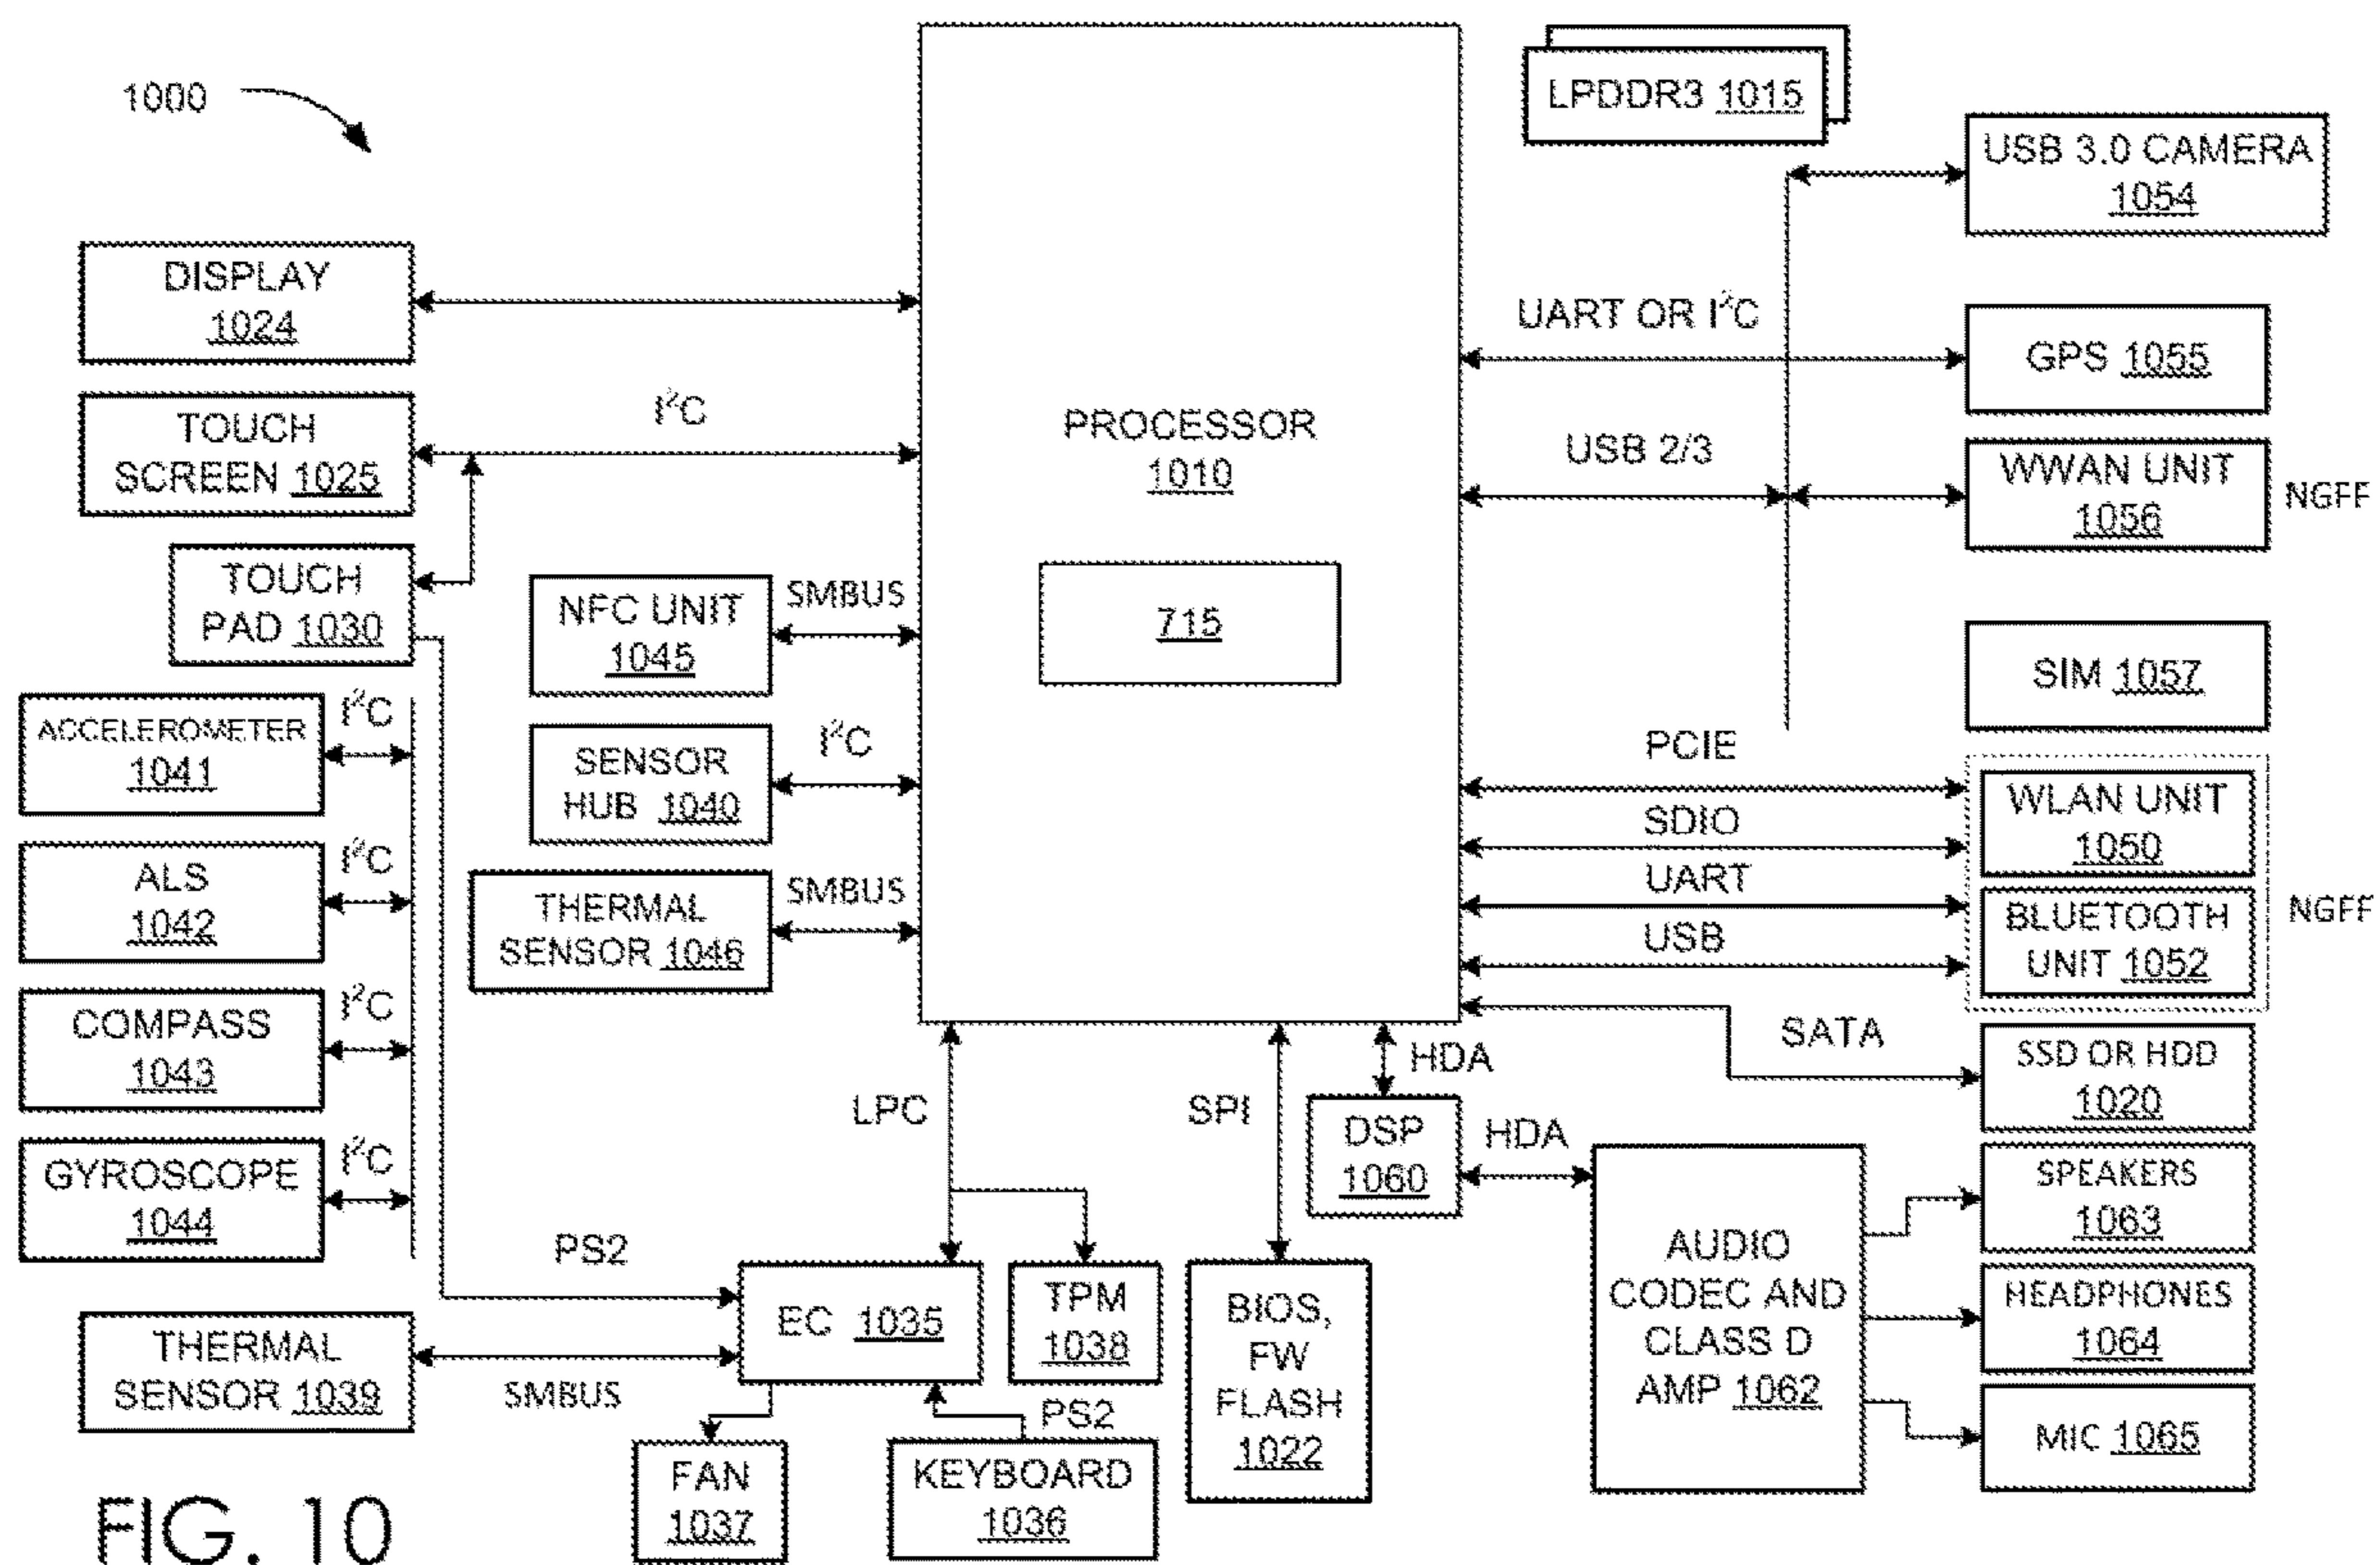 1000
LPDDR3 1015
USB 3.0 CAMERA
1054
DISPLAY
1024
UART OR I²C
GPS 1055
TOUCH
SCREEN 1025
I²C
PROCESSOR
1010
715
USB 2/3
WWAN UNIT
1056
NGFF
TOUCH
PAD 1030
NFC UNIT
1045
SMBUS
SIM 1057
ACCELEROMETER
1041
I²C
SENSOR
HUB 1040
I²C
PCIE
SDIO
UART
USB
WLAN UNIT
1050
BLUETOOTH
UNIT 1052
NGFF
ALS
1042
I²C
THERMAL
SENSOR 1046
SMBUS
COMPASS
1043
I²C
SATA
SSD OR HDD
1020
GYROSCOPE
1044
I²C
LPC
SPI
HDA
DSP
1060
HDA
SPEAKERS
1063
PS2
EC 1035
TPM
1038
BIOS,
FW
FLASH
1022
AUDIO
CODEC AND
CLASS D
AMP 1062
HEADPHONES
1064
THERMAL
SENSOR 1039
SMBUS
PS2
MIC 1065
FAN
1037
KEYBOARD
1036
FIG. 10